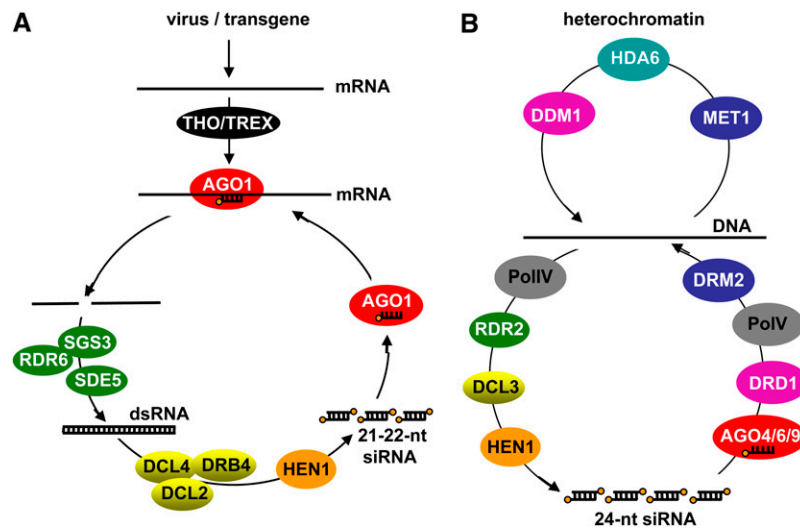 A
virus / transgene
mRNA
THO/TREX
AGO1
mRNA
AGO1
SGS3
RDR6
SDE5
dsRNA
DCL4
DRB4
DCL2
HEN1
21-22-nt
siRNA
B
heterochromatin
HDA6
DDM1
MET1
DNA
PolIV
DRM2
RDR2
PolV
DCL3
DRD1
HEN1
AGO4/6/9
24-nt siRNA